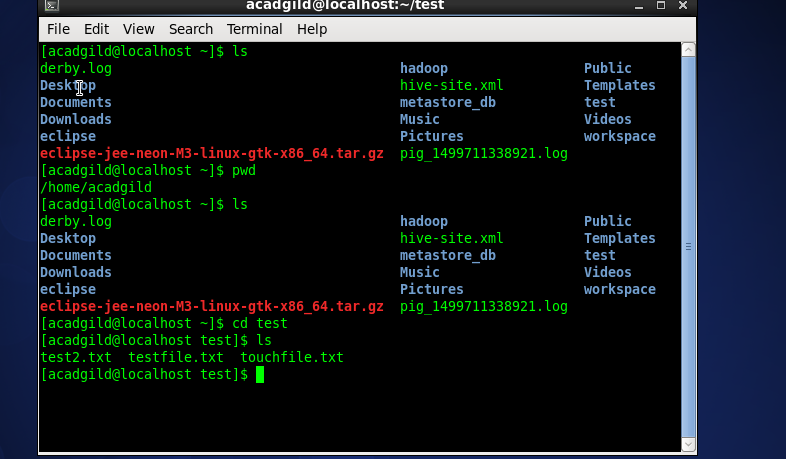 acadgild@localhost:~/test
File Edit View Search Terminal Help
[acadgild@localhost ~]$ ls
derby.log hadoop Public
Desktop hive-site.xml Templates
Documents metastore_db test
Downloads Music Videos
eclipse Pictures workspace
eclipse-jee-neon-M3-linux-gtk-x86_64.tar.gz pig_1499711338921.log
[acadgild@localhost ~]$ pwd
/home/acadgild
[acadgild@localhost ~]$ ls
derby.log hadoop Public
Desktop hive-site.xml Templates
Documents metastore_db test
Downloads Music Videos
eclipse Pictures workspace
eclipse-jee-neon-M3-linux-gtk-x86_64.tar.gz pig_1499711338921.log
[acadgild@localhost ~]$ cd test
[acadgild@localhost test]$ ls
test2.txt testfile.txt touchfile.txt
[acadgild@localhost test]$